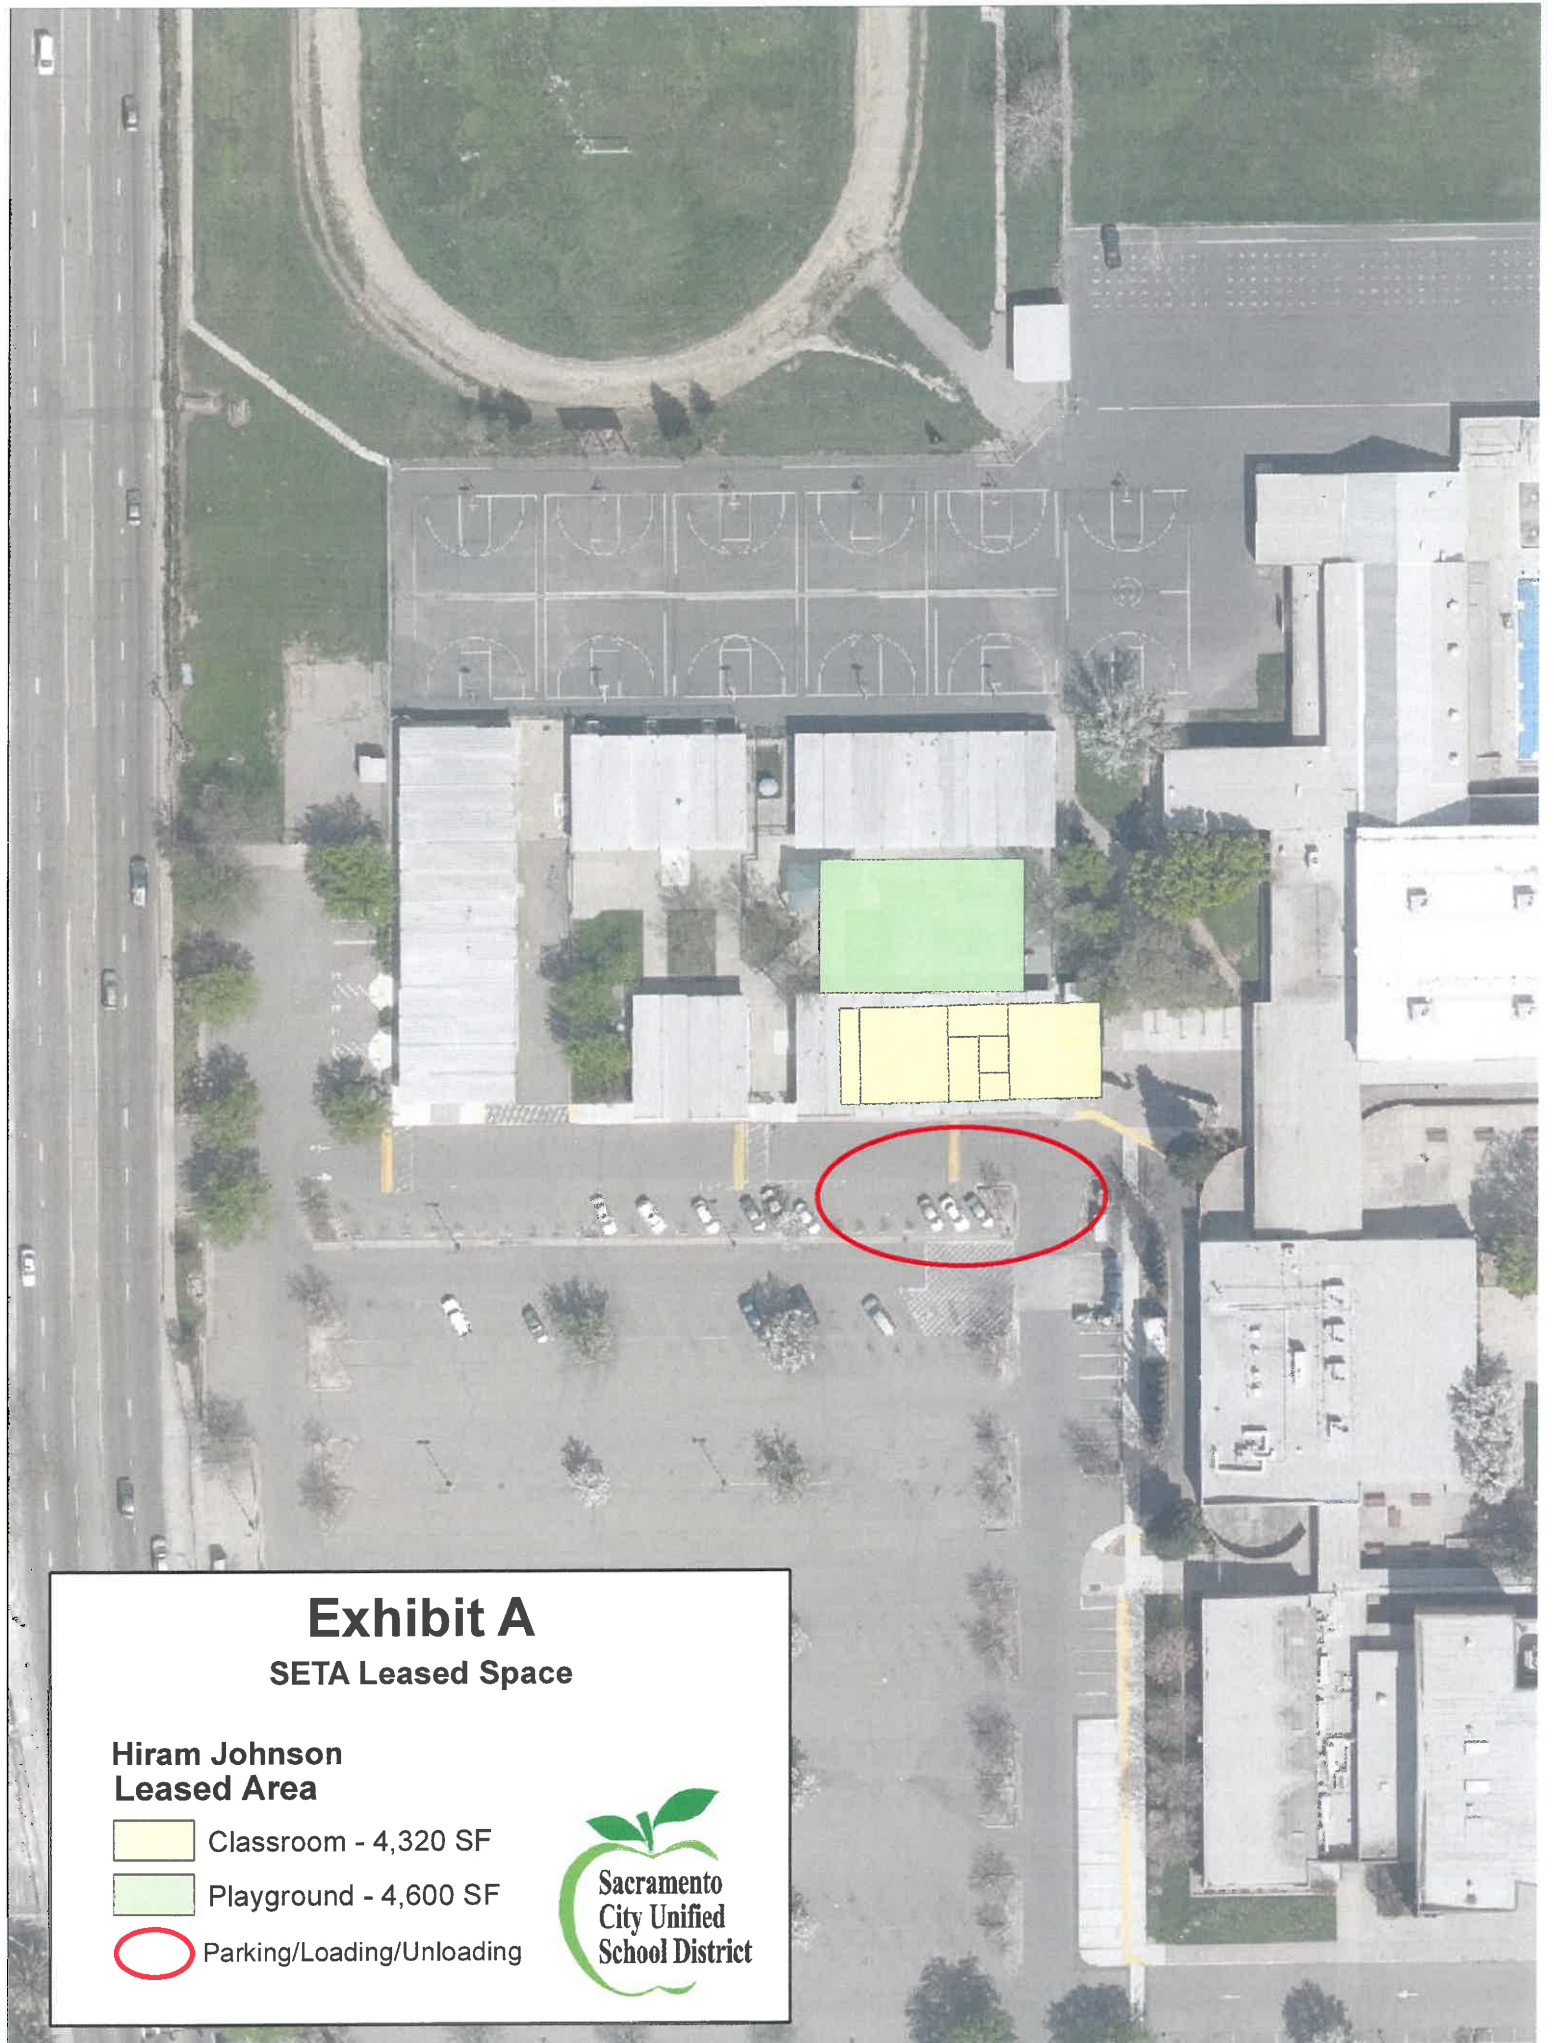 Exhibit A
SETA Leased Space
Hiram Johnson
Leased Area
Classroom - 4,320 SF
Playground - 4,600 SF
Parking/Loading/Unloading
Sacramento
City Unified
School District